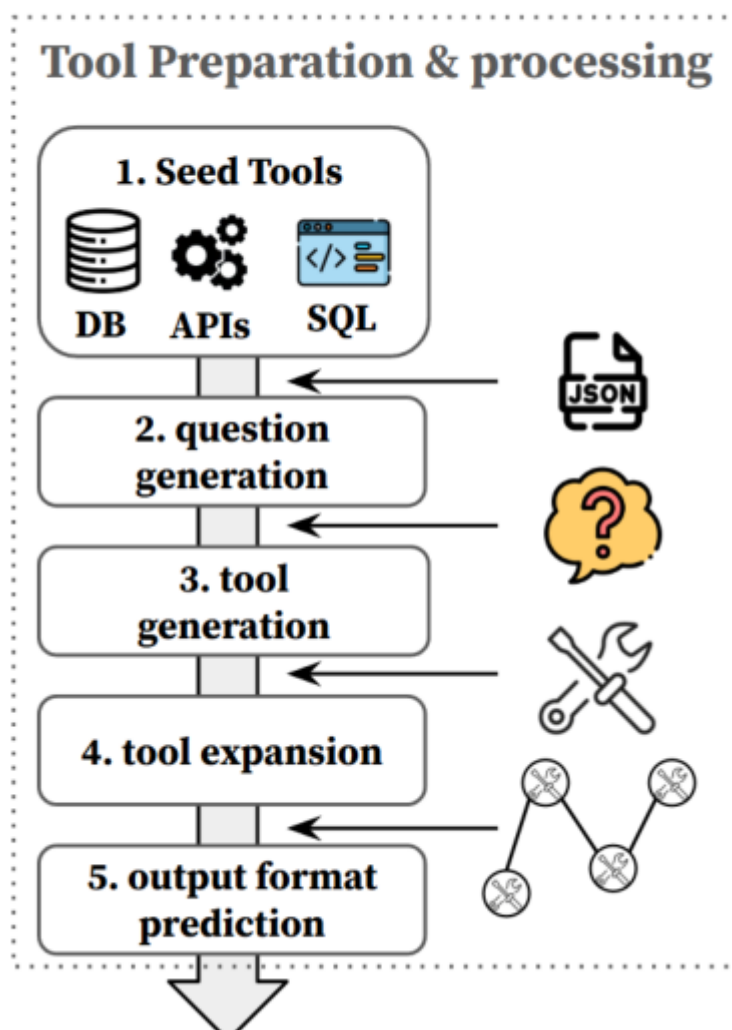 Tool Preparation & processing
1. Seed Tools
</>
DB
APIs
SQL
JSON
2. question
generation
?
3. tool
generation
4. tool expansion
5. output format
prediction